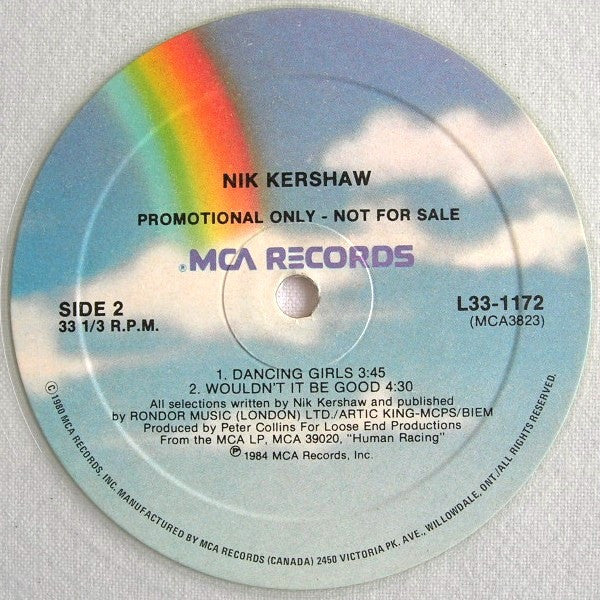 NIK KERSHAW
PROMOTIONAL ONLY - NOT FOR SALE
®MCA RECORDS
SIDE 2
33 1/3 R.P.M.
L33-1172
(MCA3823)
1. DANCING GIRLS 3:45
2. WOULDN'T IT BE GOOD 4:30
All selections written by Nik Kershaw and published
by RONDOR MUSIC (LONDON) LTD./ARTIC KING-MCPS/BIEM
Produced by Peter Collins For Loose End Productions
From the MCA LP, MCA 39020, "Human Racing"
℗ 1984 MCA Records, Inc.
© 1980 MCA RECORDS, INC. MANUFACTURED BY MCA RECORDS (CANADA) 2450 VICTORIA PK. AVE., WILLOWDALE, ONT./ALL RIGHTS RESERVED.